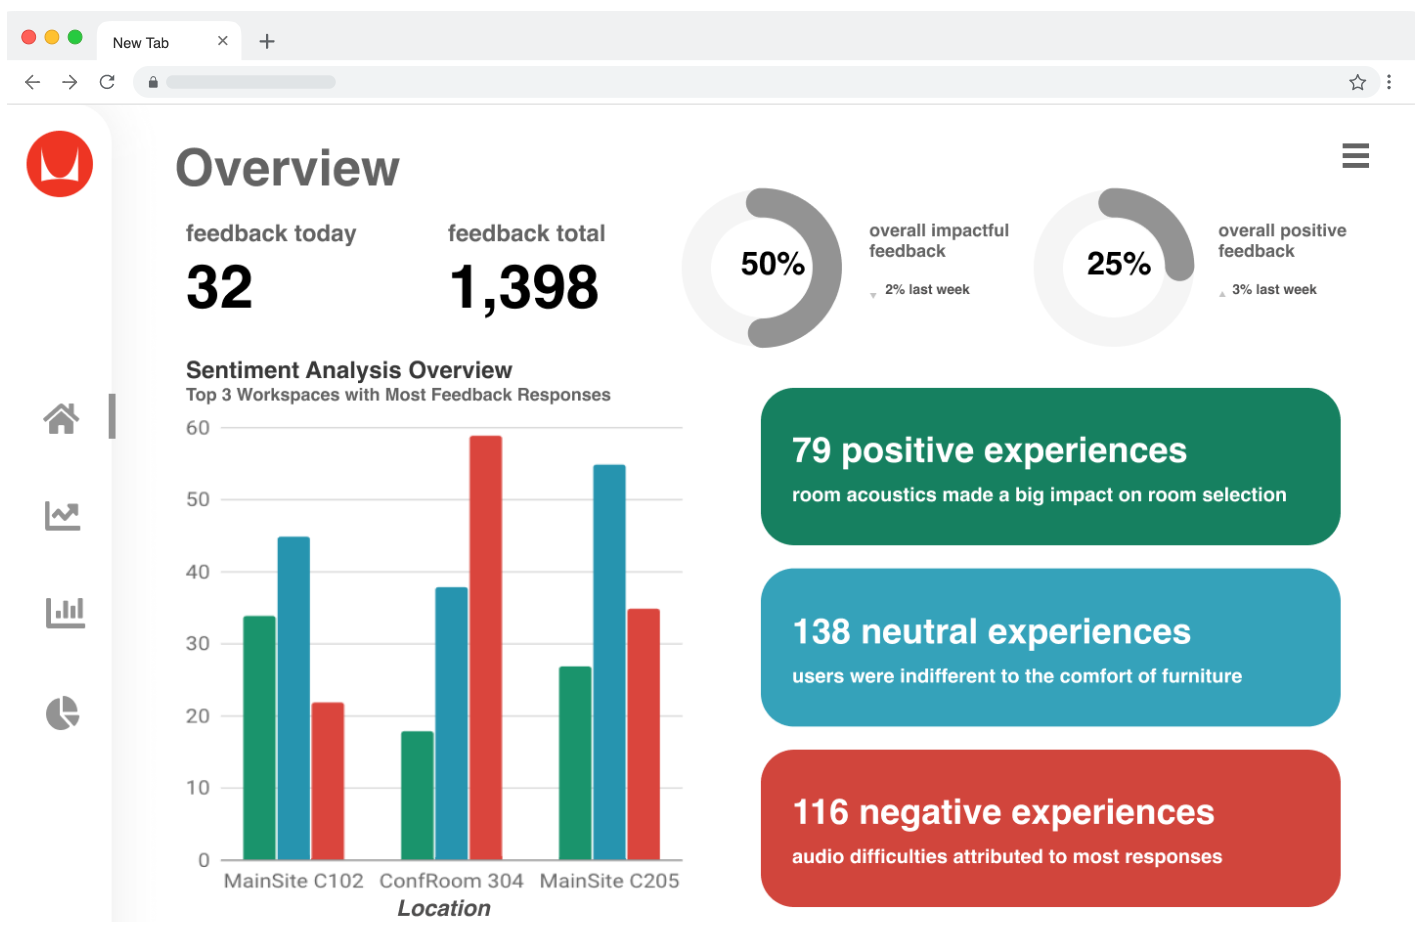 New Tab
Overview
feedback today
32
feedback total
1,398
50%
overall impactful
feedback
2% last week
25%
overall positive
feedback
3% last week
Sentiment Analysis Overview
Top 3 Workspaces with Most Feedback Responses
60
50
40
30
20
10
0
MainSite C102
ConfRoom 304
MainSite C205
Location
79 positive experiences
room acoustics made a big impact on room selection
138 neutral experiences
users were indifferent to the comfort of furniture
116 negative experiences
audio difficulties attributed to most responses